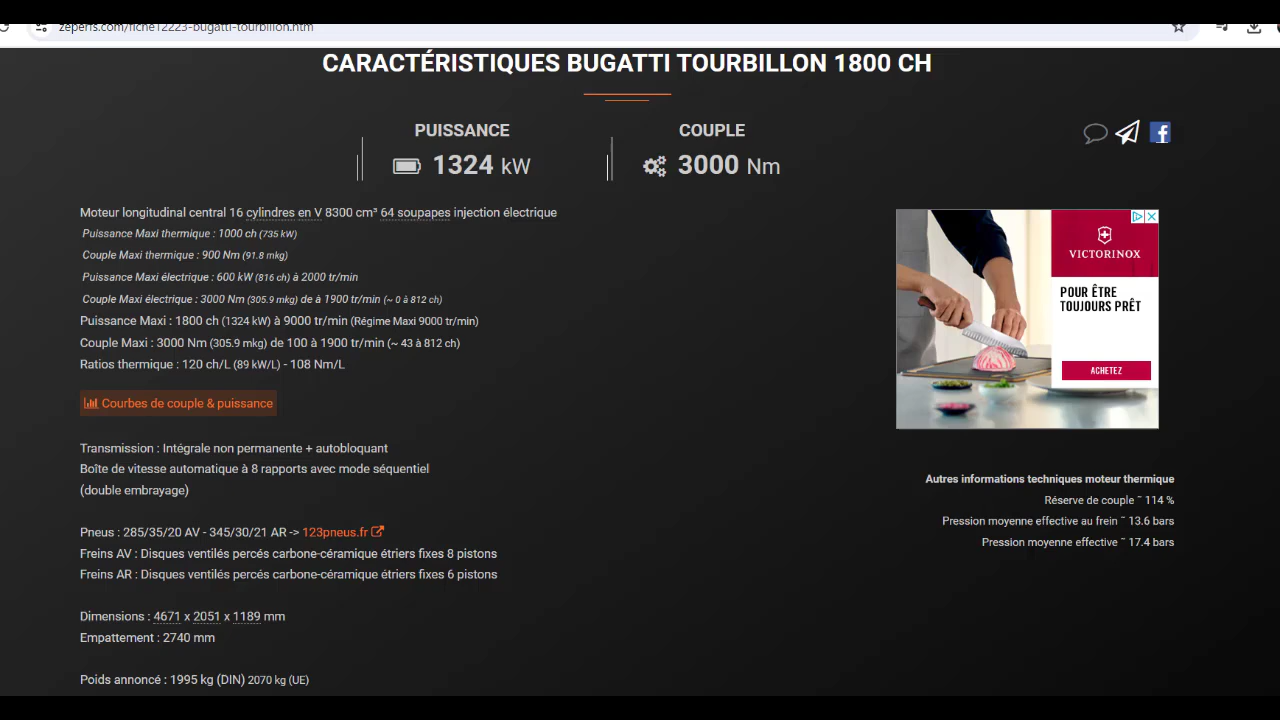 zeperfs.com/fiche12223-bugatti-tourbillon.htm
CARACTÉRISTIQUES BUGATTI TOURBILLON 1800 CH
PUISSANCE
1324 kW
COUPLE
3000 Nm
Moteur longitudinal central 16 cylindres en V 8300 cm³ 64 soupapes injection électrique
Puissance Maxi thermique : 1000 ch (735 kW)
Couple Maxi thermique : 900 Nm (91.8 mkg)
Puissance Maxi électrique : 600 kW (816 ch) à 2000 tr/min
Couple Maxi électrique : 3000 Nm (305.9 mkg) de à 1900 tr/min (~ 0 à 812 ch)
Puissance Maxi : 1800 ch (1324 kW) à 9000 tr/min (Régime Maxi 9000 tr/min)
Couple Maxi : 3000 Nm (305.9 mkg) de 100 à 1900 tr/min (~ 43 à 812 ch)
Ratios thermique : 120 ch/L (89 kW/L) - 108 Nm/L
Courbes de couple & puissance
Transmission : Intégrale non permanente + autobloquant
Boîte de vitesse automatique à 8 rapports avec mode séquentiel
(double embrayage)
Pneus : 285/35/20 AV - 345/30/21 AR -> 123pneus.fr
Freins AV : Disques ventilés percés carbone-céramique étriers fixes 8 pistons
Freins AR : Disques ventilés percés carbone-céramique étriers fixes 6 pistons
Dimensions : 4671 x 2051 x 1189 mm
Empattement : 2740 mm
Poids annoncé : 1995 kg (DIN) 2070 kg (UE)
VICTORINOX
POUR ÊTRE
TOUJOURS PRÊT
ACHETEZ
Autres informations techniques moteur thermique
Réserve de couple ~ 114 %
Pression moyenne effective au frein ~ 13.6 bars
Pression moyenne effective ~ 17.4 bars